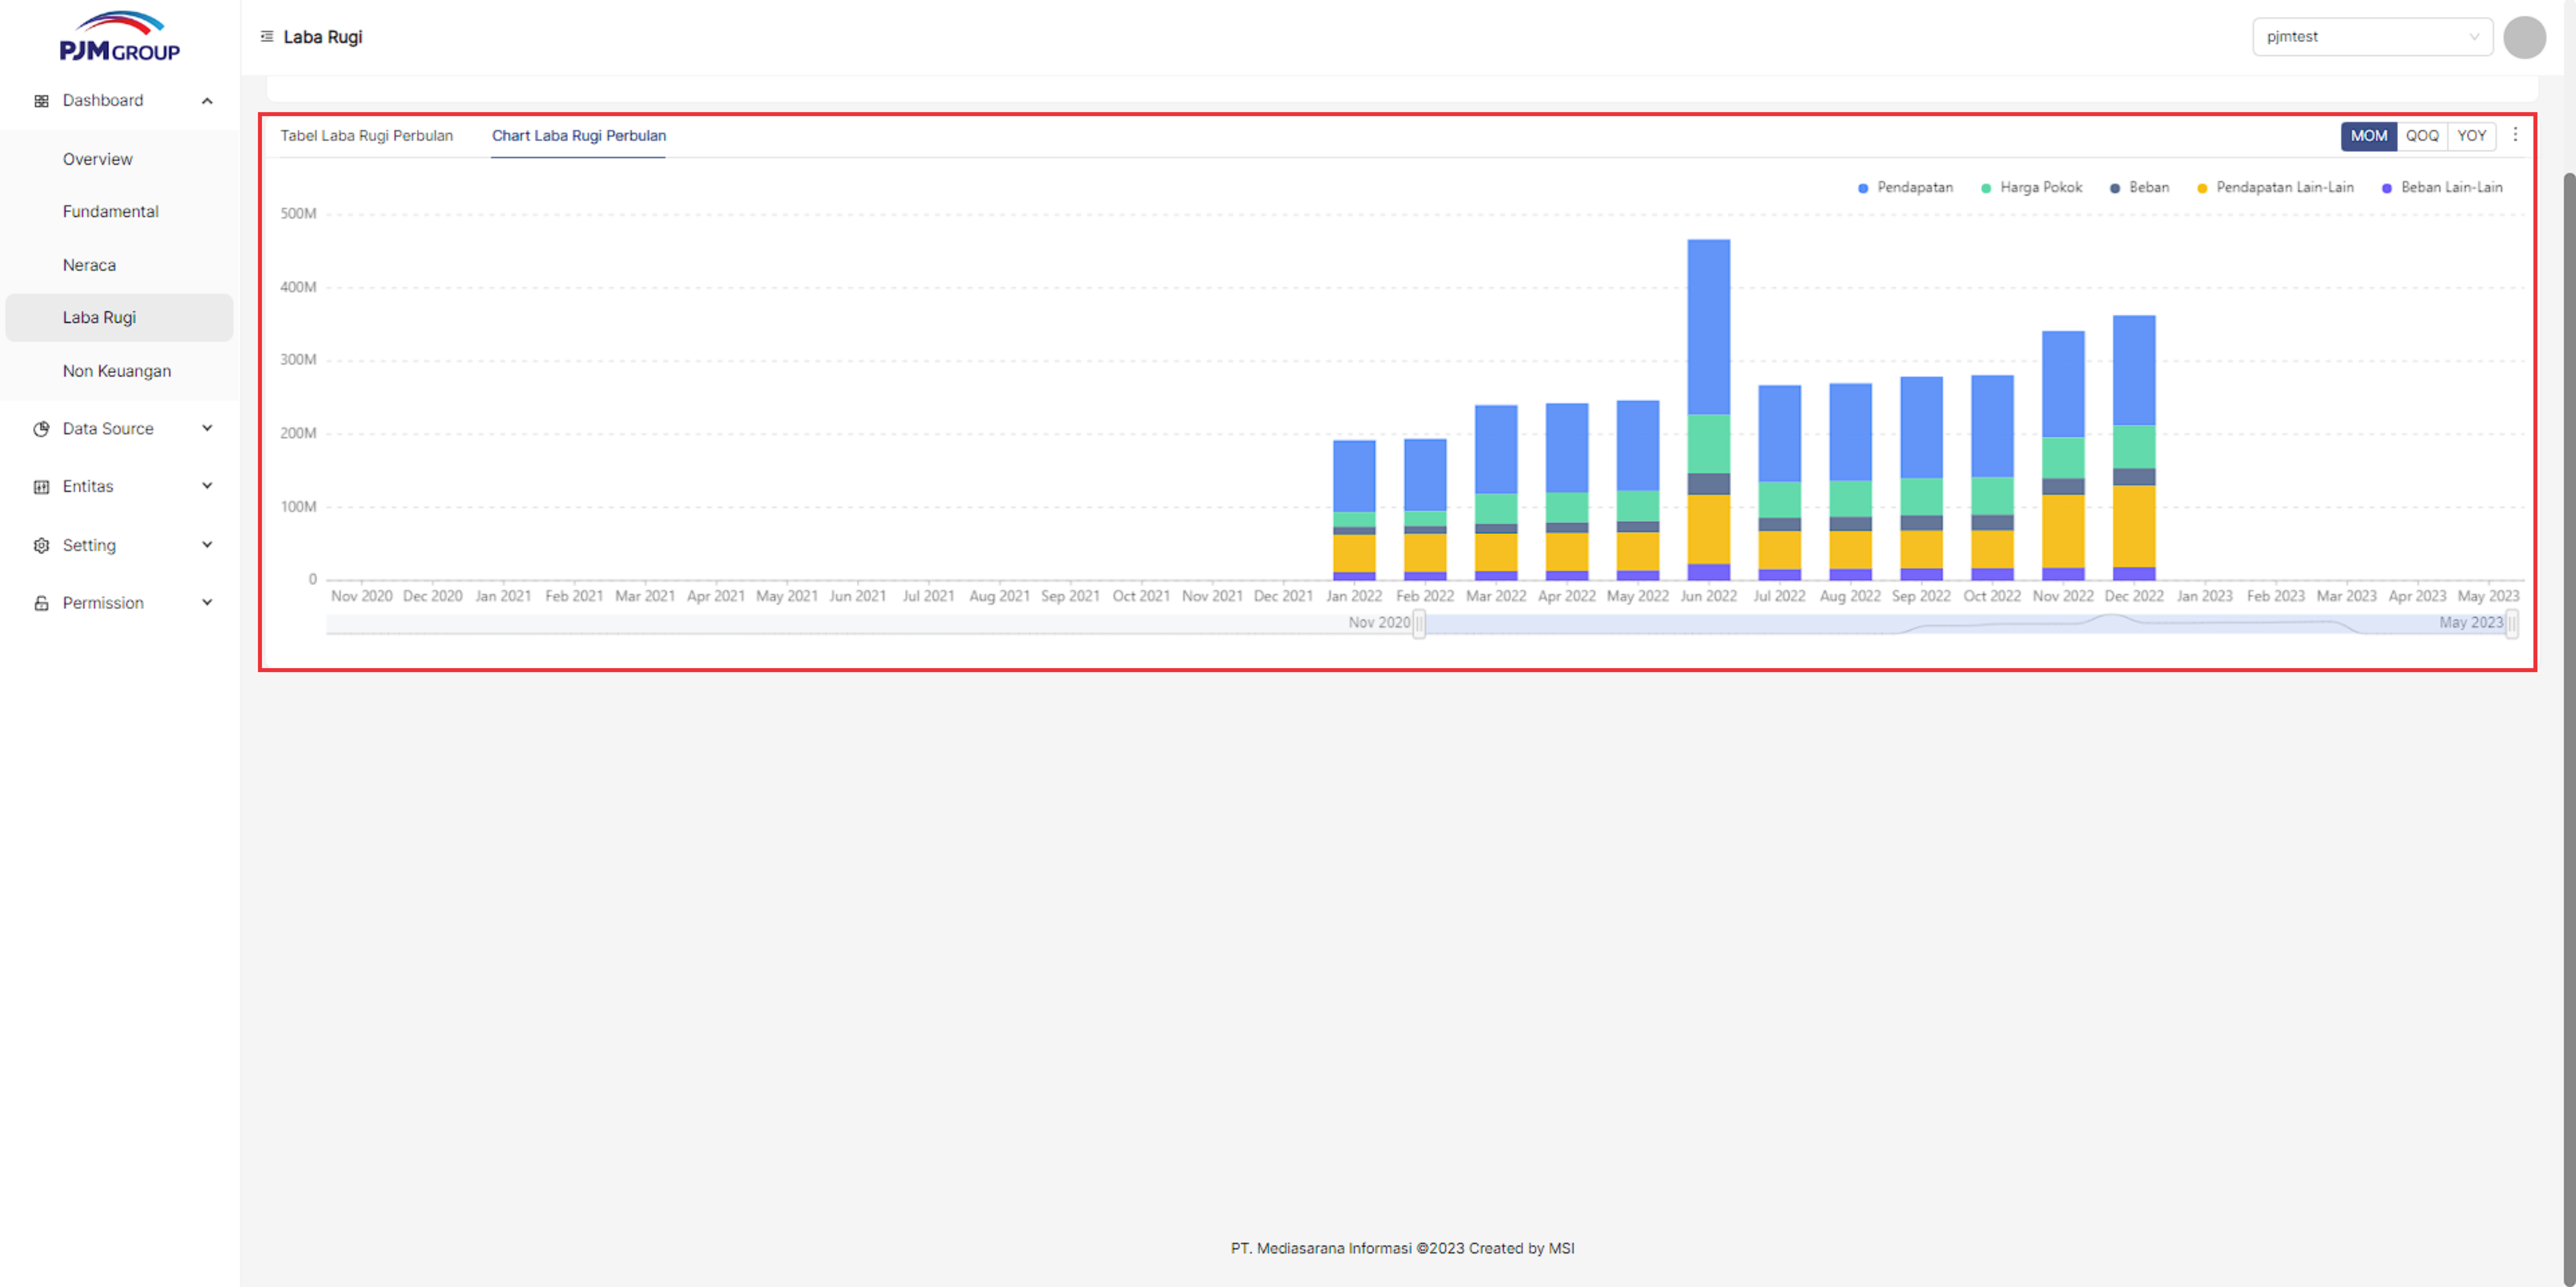 PJM GROUP
Laba Rugi
pjmtest
Dashboard
Overview
Fundamental
Neraca
Laba Rugi
Non Keuangan
Data Source
Entitas
Setting
Permission
Tabel Laba Rugi Perbulan Chart Laba Rugi Perbulan
MOM QOQ YOY
Pendapatan Harga Pokok Beban Pendapatan Lain-Lain Beban Lain-Lain
500M
400M
300M
200M
100M
0
Nov 2020 Dec 2020 Jan 2021 Feb 2021 Mar 2021 Apr 2021 May 2021 Jun 2021 Jul 2021 Aug 2021 Sep 2021 Oct 2021 Nov 2021 Dec 2021 Jan 2022 Feb 2022 Mar 2022 Apr 2022 May 2022 Jun 2022 Jul 2022 Aug 2022 Sep 2022 Oct 2022 Nov 2022 Dec 2022 Jan 2023 Feb 2023 Mar 2023 Apr 2023 May 2023
Nov 2020 May 2023
PT. Mediasarana Informasi ©2023 Created by MSI